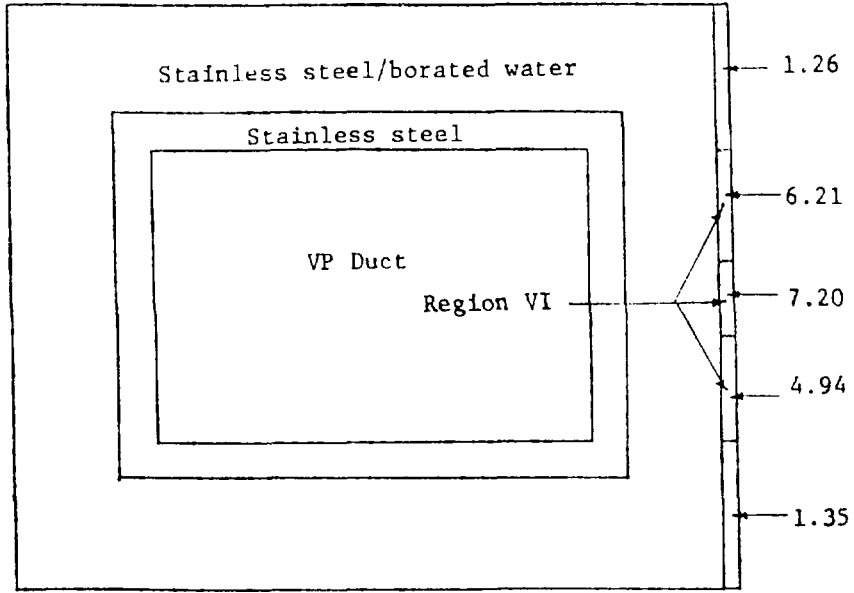 Stainless steel/borated water
1.26
Stainless steel
6.21
VP Duct
7.20
Region VI
4.94
1.35